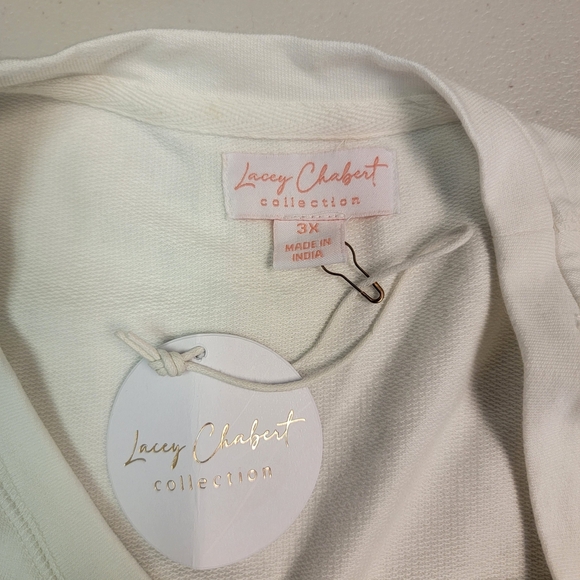 Lacey Chabert
collection
3X
MADE IN
INDIA
Lacey Chabert
collection